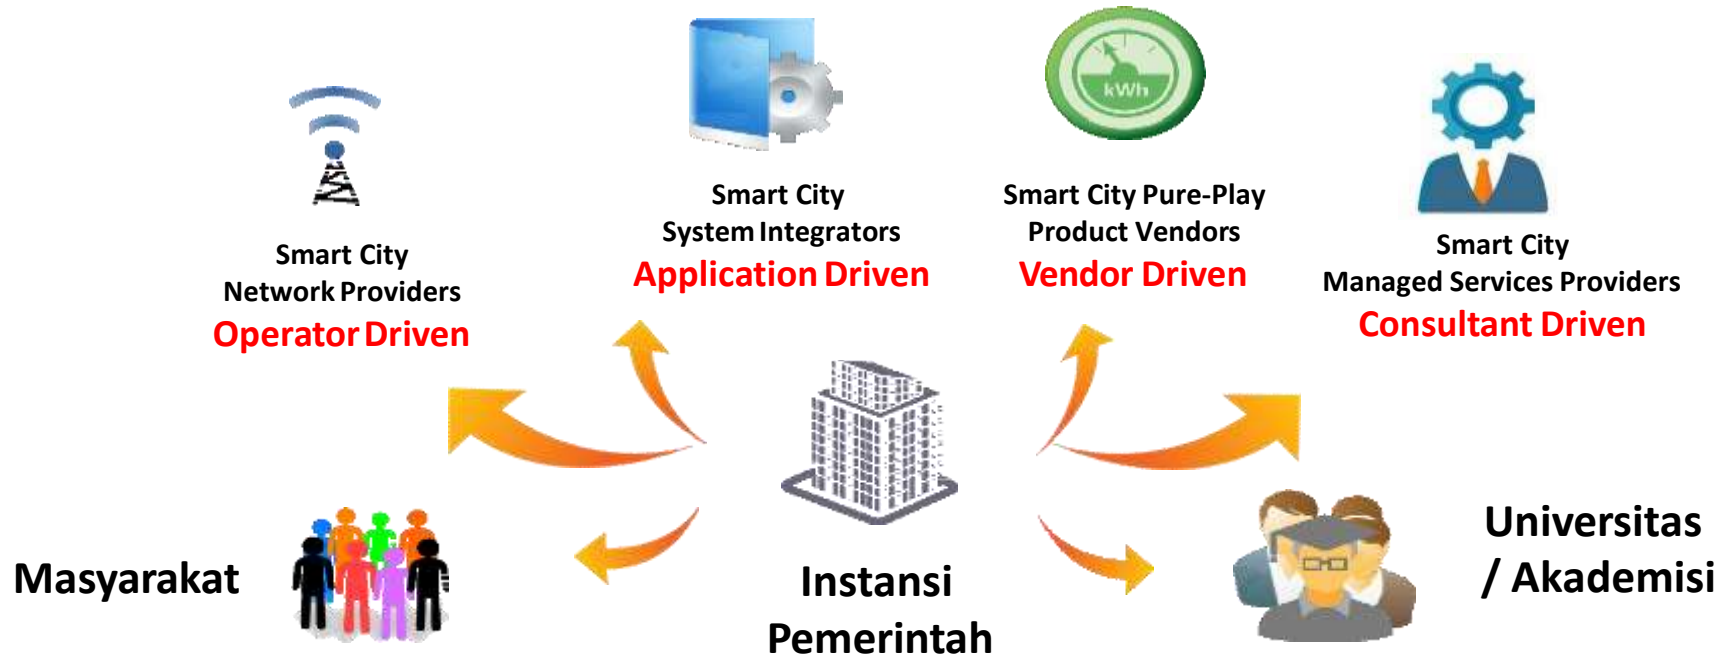 kWh
Smart City
Network Providers
Operator Driven
Smart City
System Integrators
Application Driven
Smart City Pure-Play
Product Vendors
Vendor Driven
Smart City
Managed Services Providers
Consultant Driven
Masyarakat
Instansi
Pemerintah
Universitas
/ Akademisi